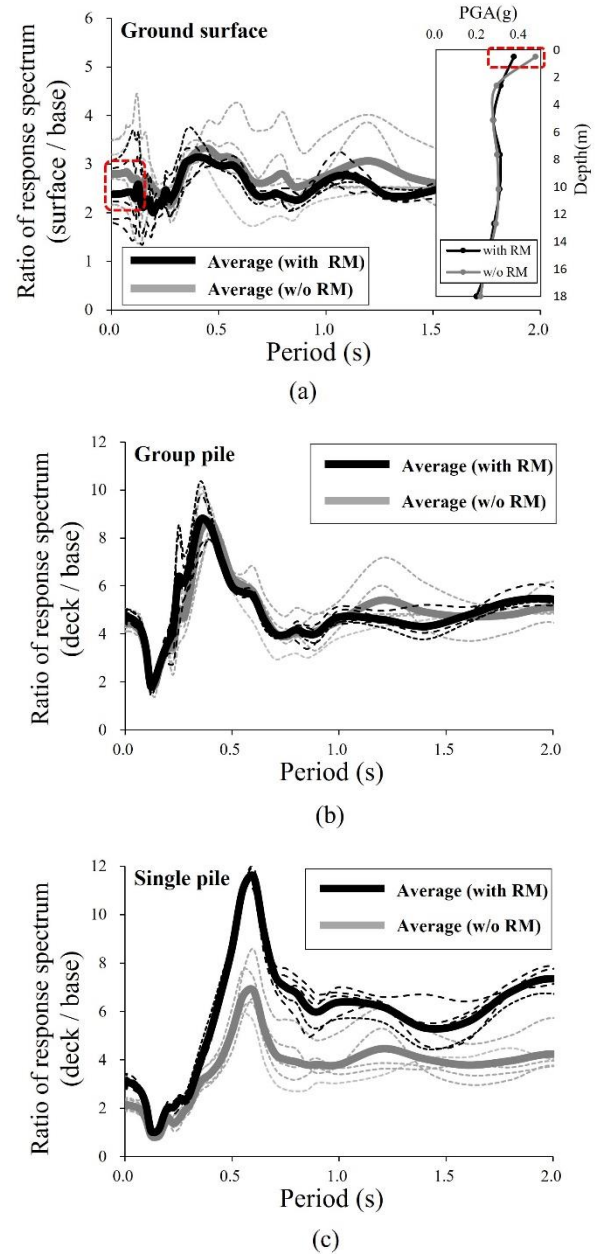 PGA(g)
0.0 0.2 0.4
Ground surface
6
5
4
3
2
1
0
Ratio of response spectrum
(surface / base)
0
2
4
6
8
10
12
14
16
18
Depth(m)
with RM
w/o RM
Average (with RM)
Average (w/o RM)
0.0 0.5 1.0 1.5 2.0
Period (s)
(a)
Group pile
12
10
8
6
4
2
0
Ratio of response spectrum
(deck / base)
Average (with RM)
Average (w/o RM)
0.0 0.5 1.0 1.5 2.0
Period (s)
(b)
Single pile
12
10
8
6
4
2
0
Ratio of response spectrum
(deck / base)
Average (with RM)
Average (w/o RM)
0.0 0.5 1.0 1.5 2.0
Period (s)
(c)